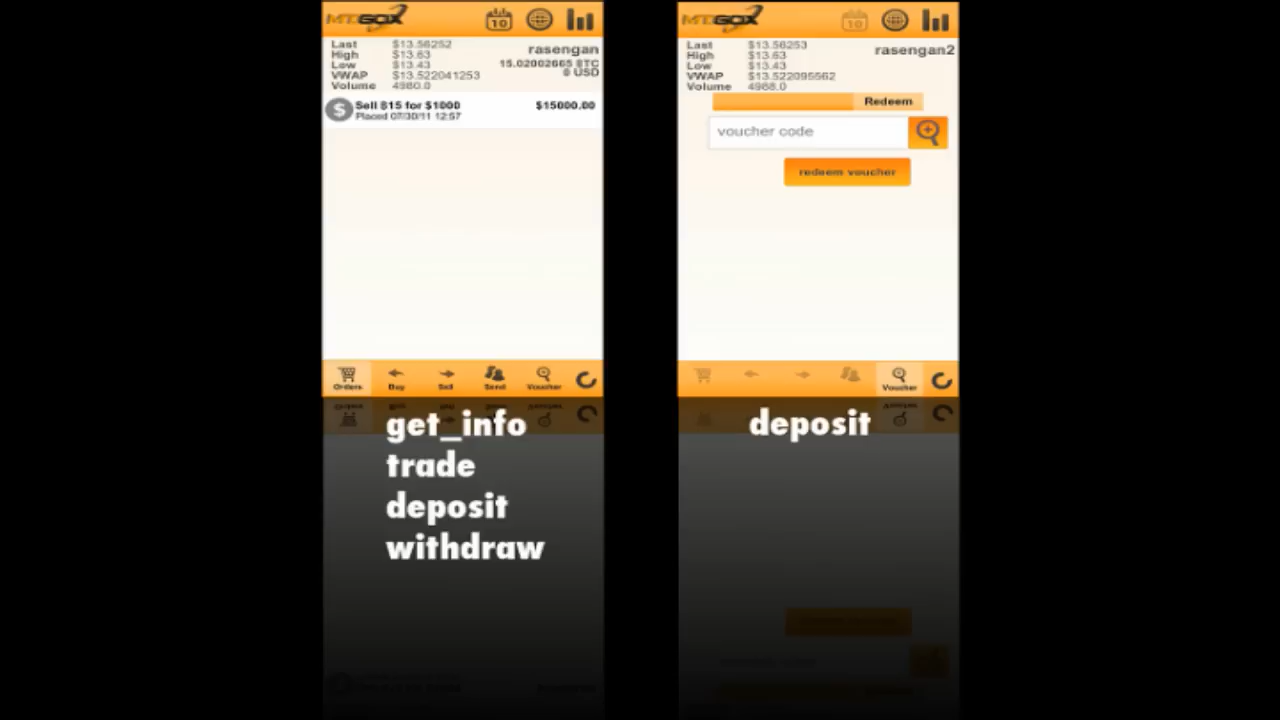 MTGOX
10
Last $13.56252
High $13.63
Low $13.43
VWAP $13.522041253
Volume 4980.0
rasengan
15.02002665 BTC
0 USD
Sell ฿15 for $1000 $15000.00
Placed 07/30/11 12:57
Orders Buy Sell Send Voucher
get_info
trade
deposit
withdraw
MTGOX
10
Last $13.56253
High $13.63
Low $13.43
VWAP $13.522095562
Volume 4988.0
rasengan2
Redeem
voucher code
redeem voucher
Voucher
deposit